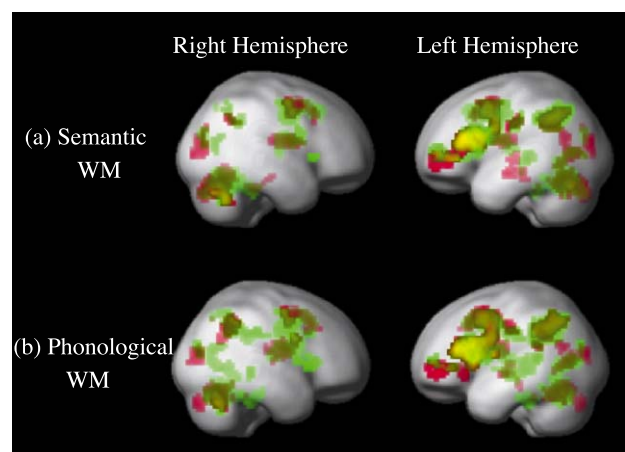 Right Hemisphere Left Hemisphere
(a) Semantic
WM
(b) Phonological
WM